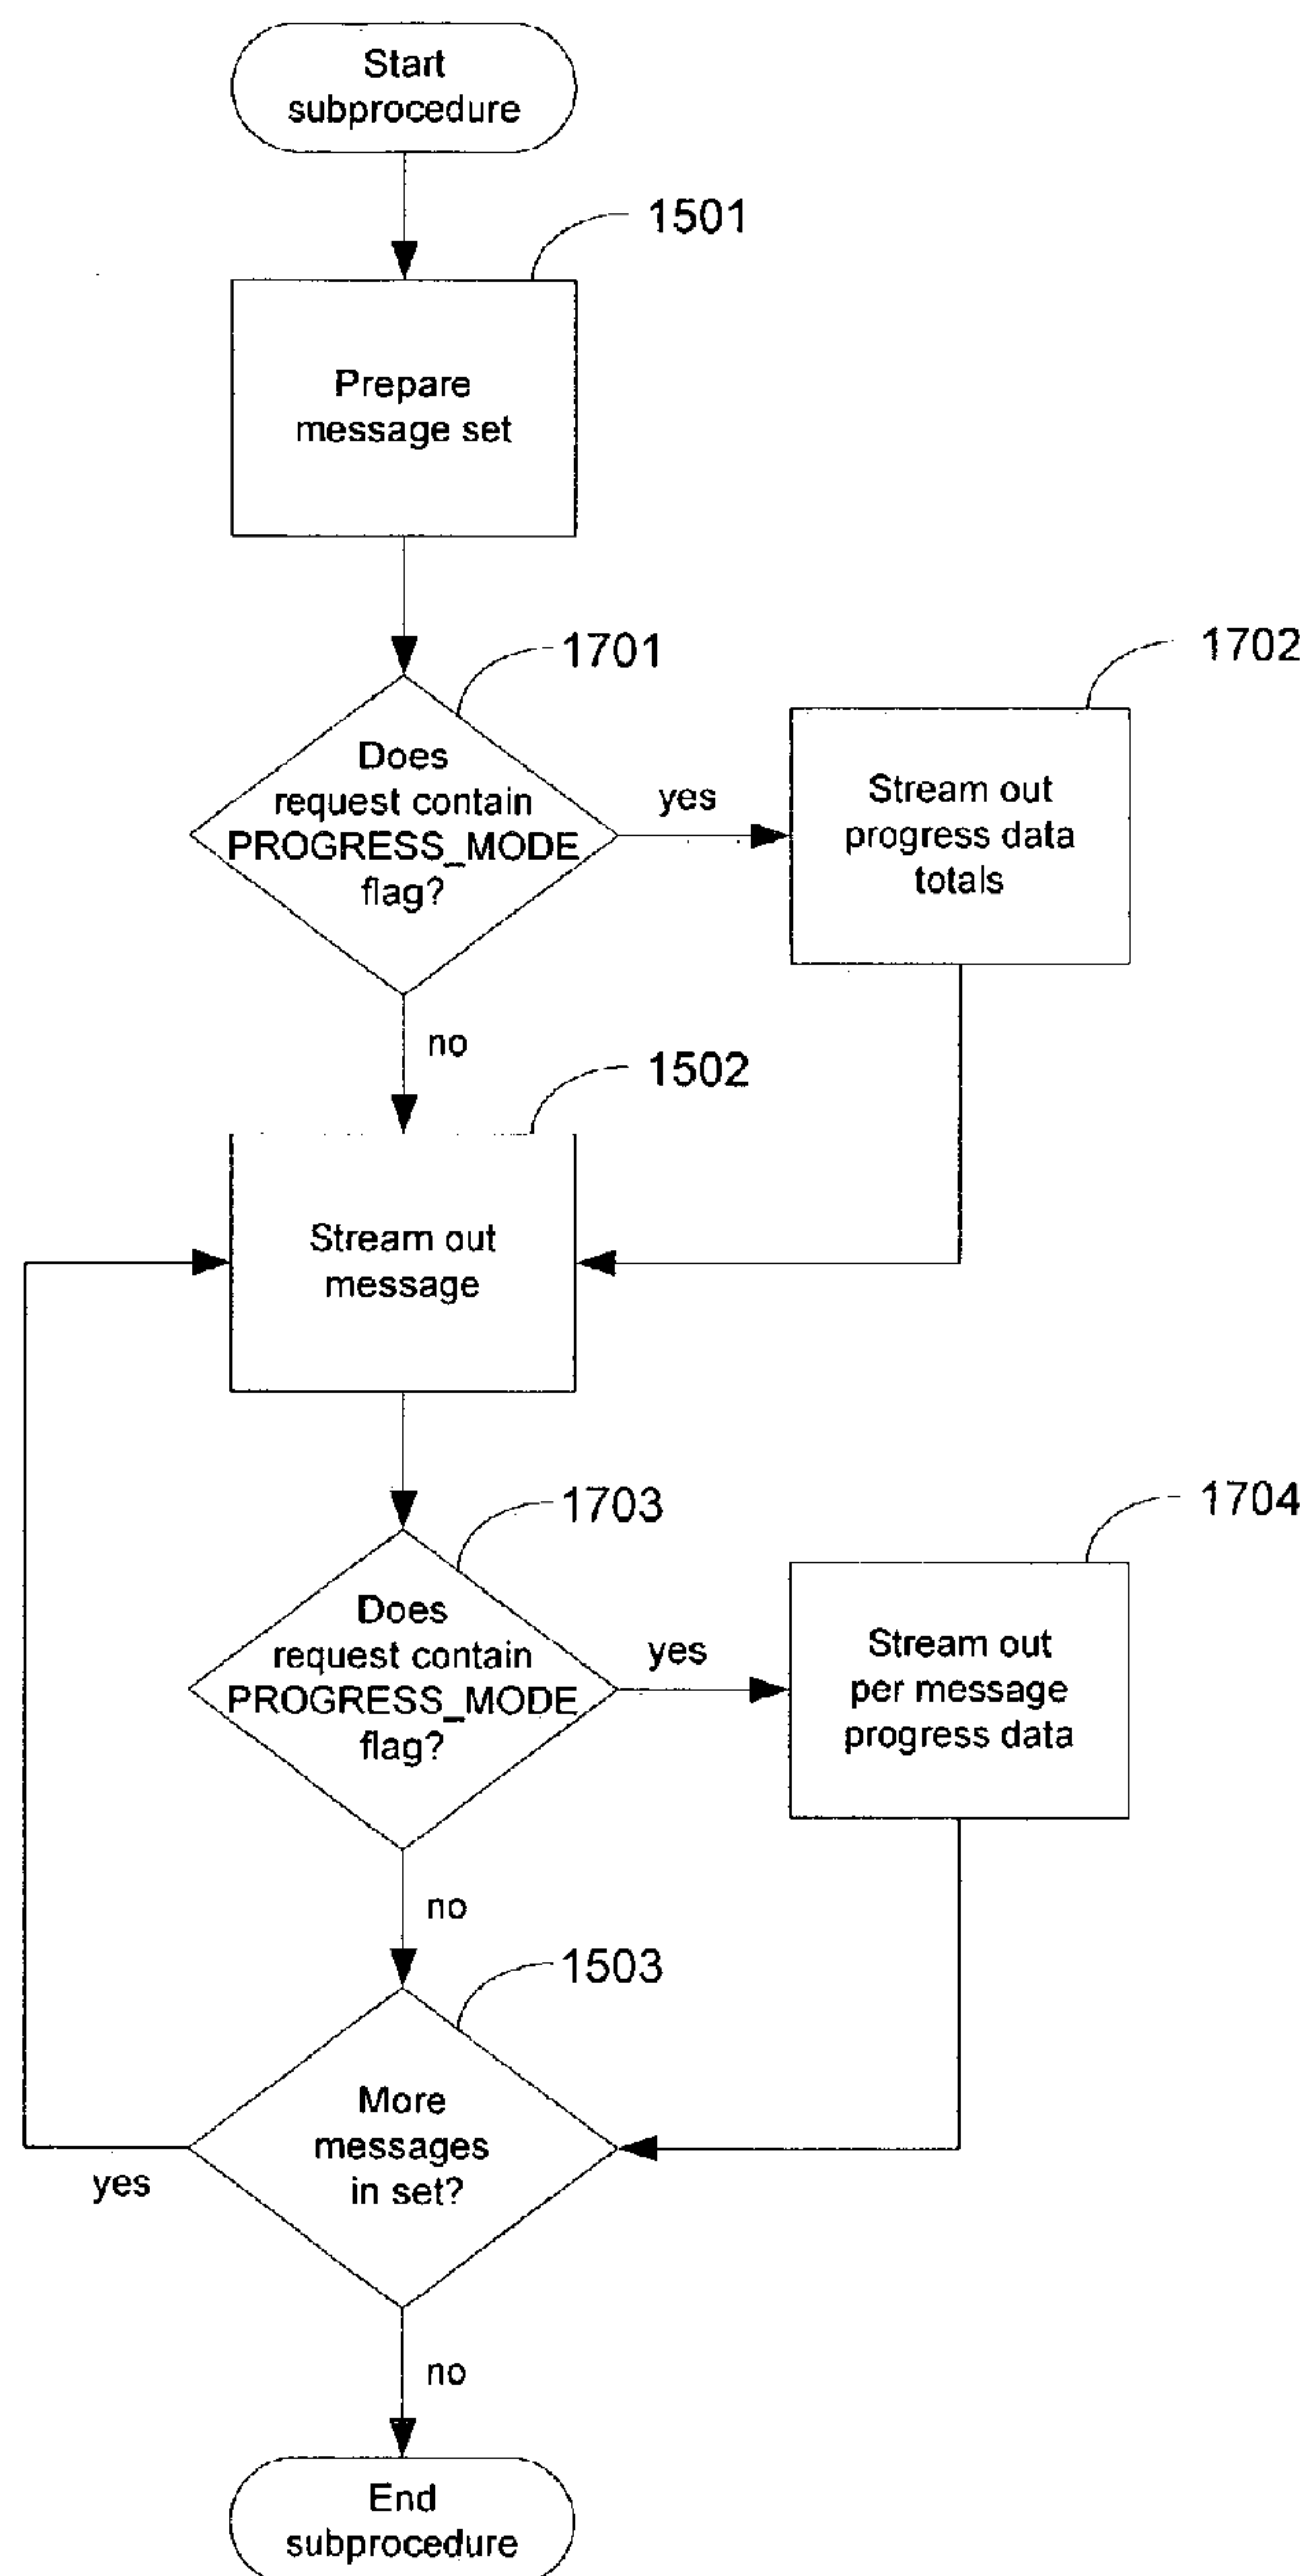 Start
subprocedure
1501
Prepare
message set
1701
Does
request contain
PROGRESS_MODE
flag?
yes
1702
Stream out
progress data
totals
no
1502
Stream out
message
1703
Does
request contain
PROGRESS_MODE
flag?
yes
1704
Stream out
per message
progress data
no
1503
More
messages
in set?
yes
no
End
subprocedure